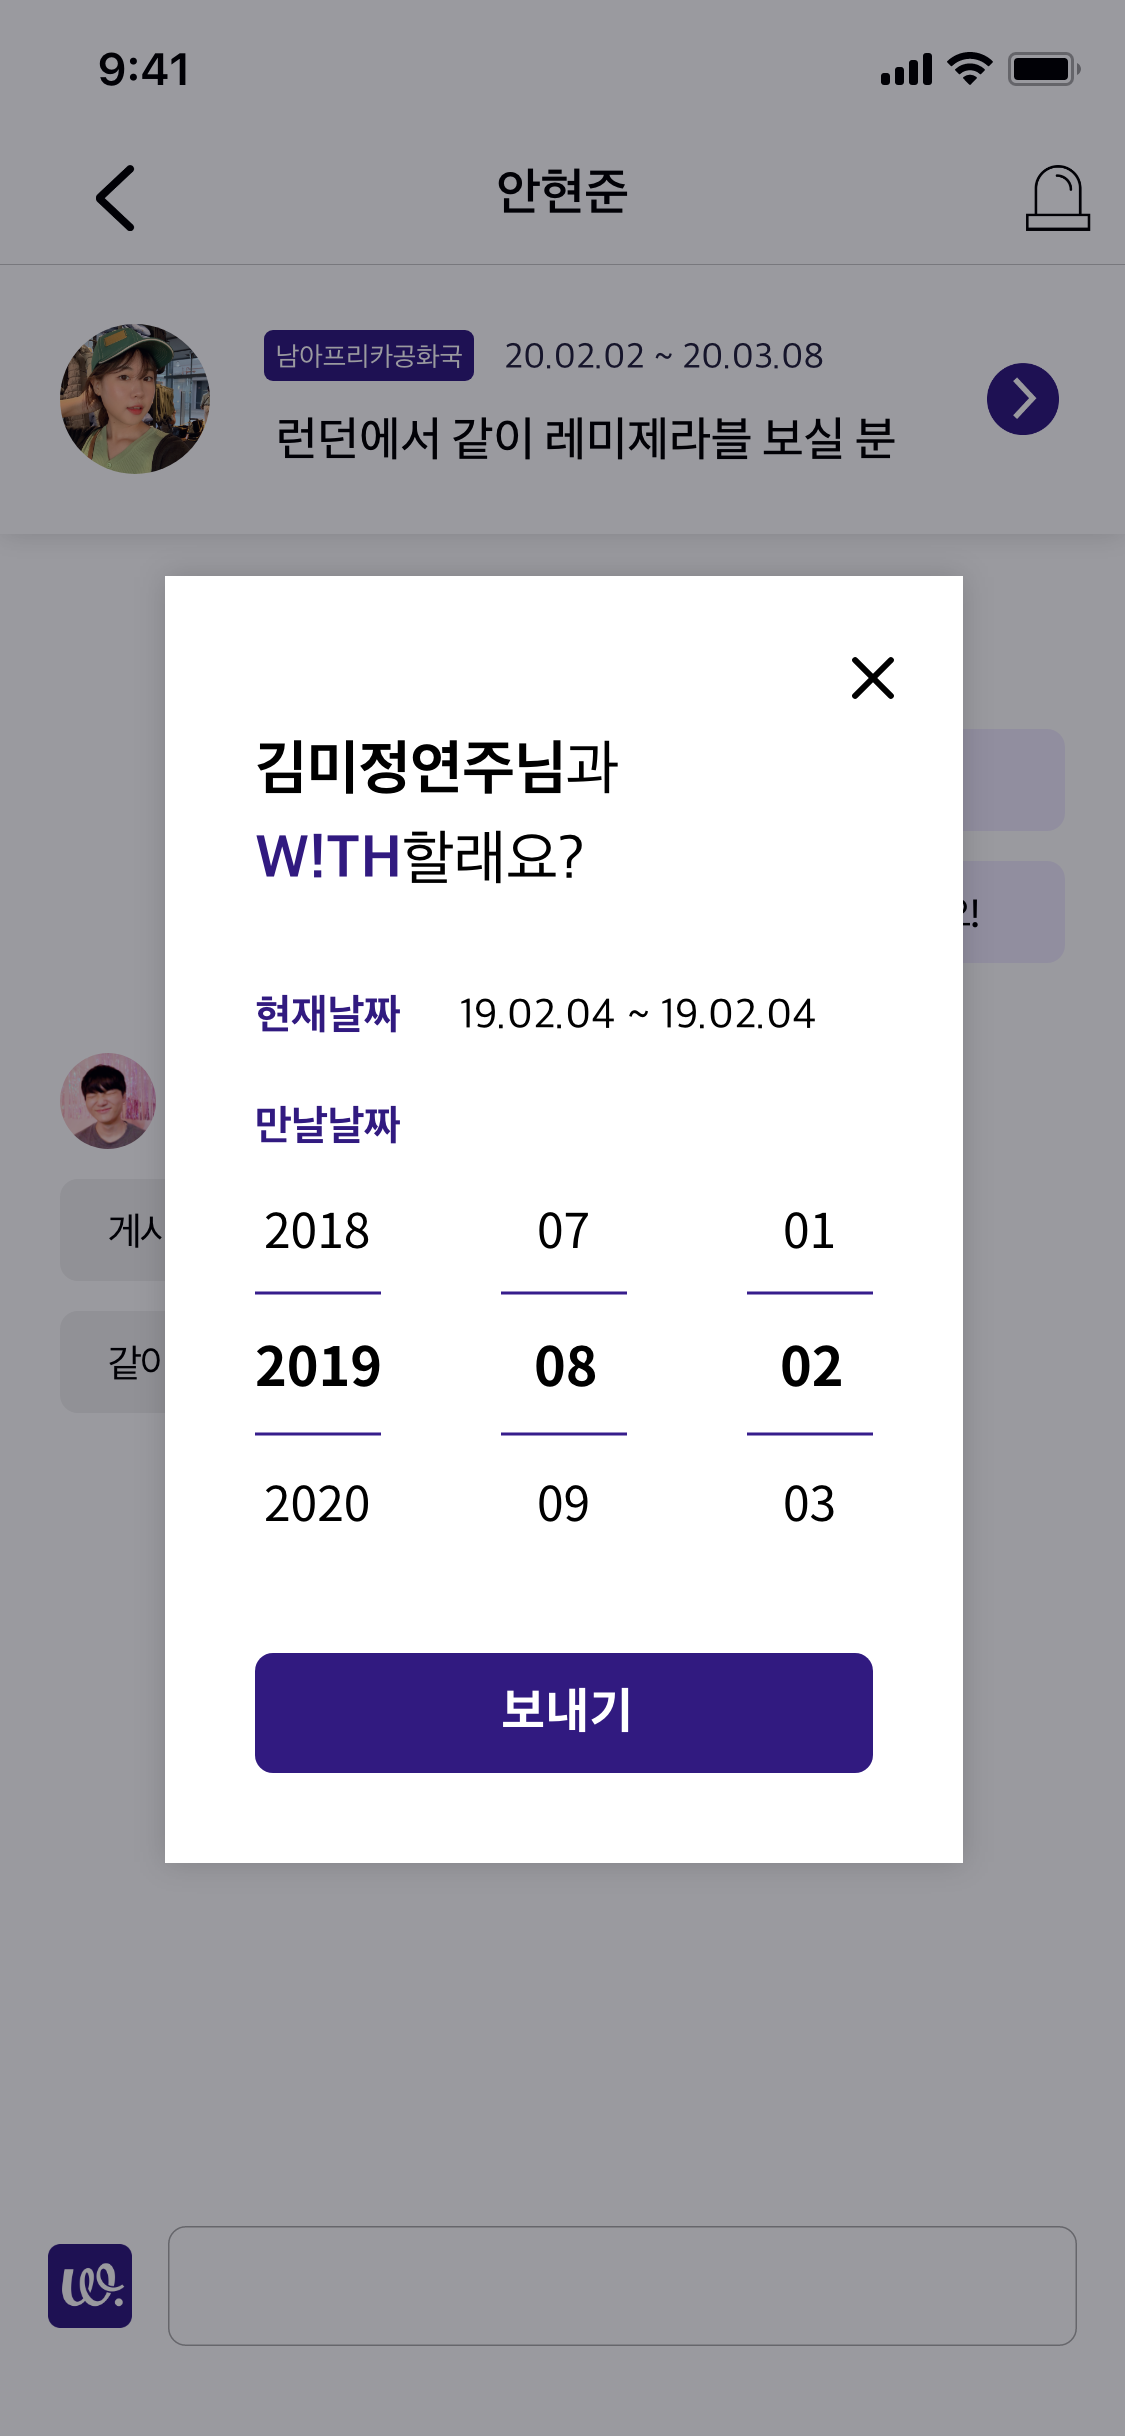 9:41
안현준
남아프리카공화국 20.02.02 ~ 20.03.08
런던에서 같이 레미제라블 보실 분
김미정연주님과
W!TH할래요?
현재날짜 19.02.04 ~ 19.02.04
만날날짜
2018 07 01
2019 08 02
2020 09 03
게시
같이
보내기
w.